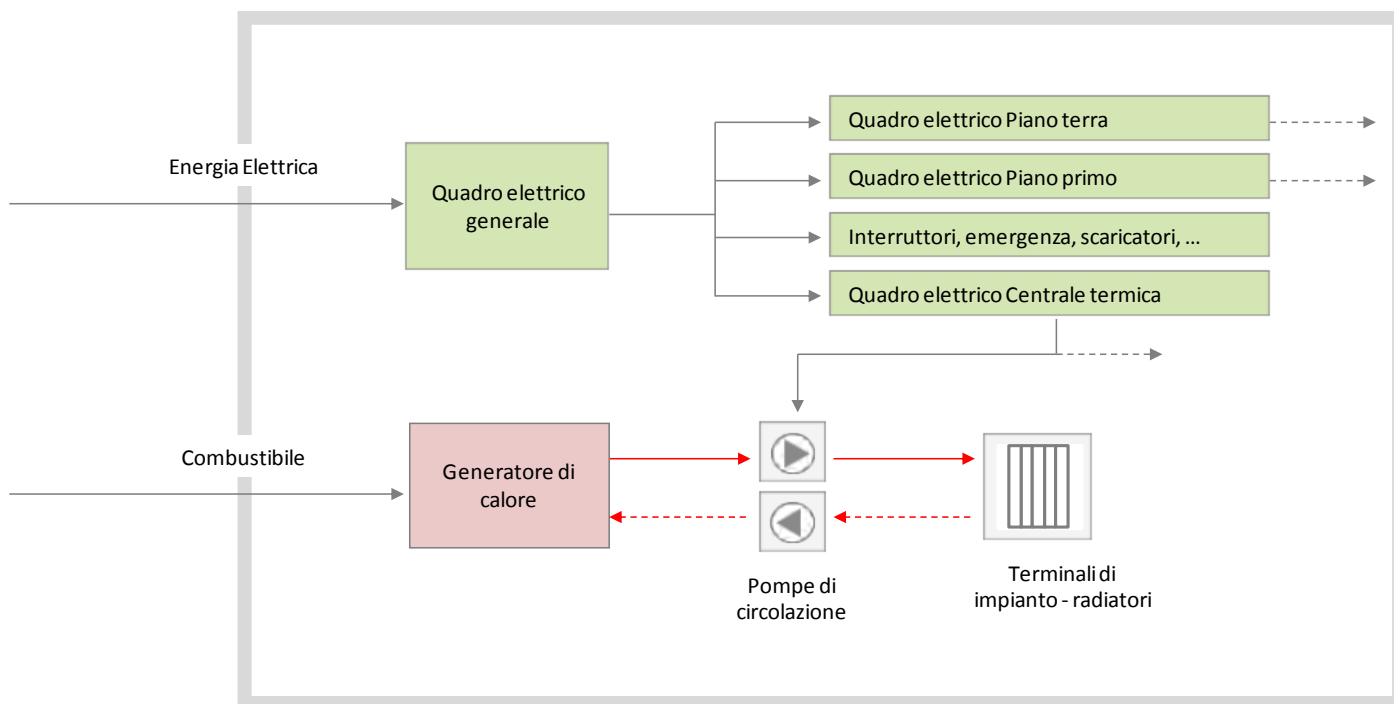 Energia Elettrica
Quadro elettrico
generale
Quadro elettrico Piano terra
Quadro elettrico Piano primo
Interruttori, emergenza, scaricatori, ...
Quadro elettrico Centrale termica
Combustibile
Generatore di
calore
Pompe di
circolazione
Terminali di
impianto - radiatori